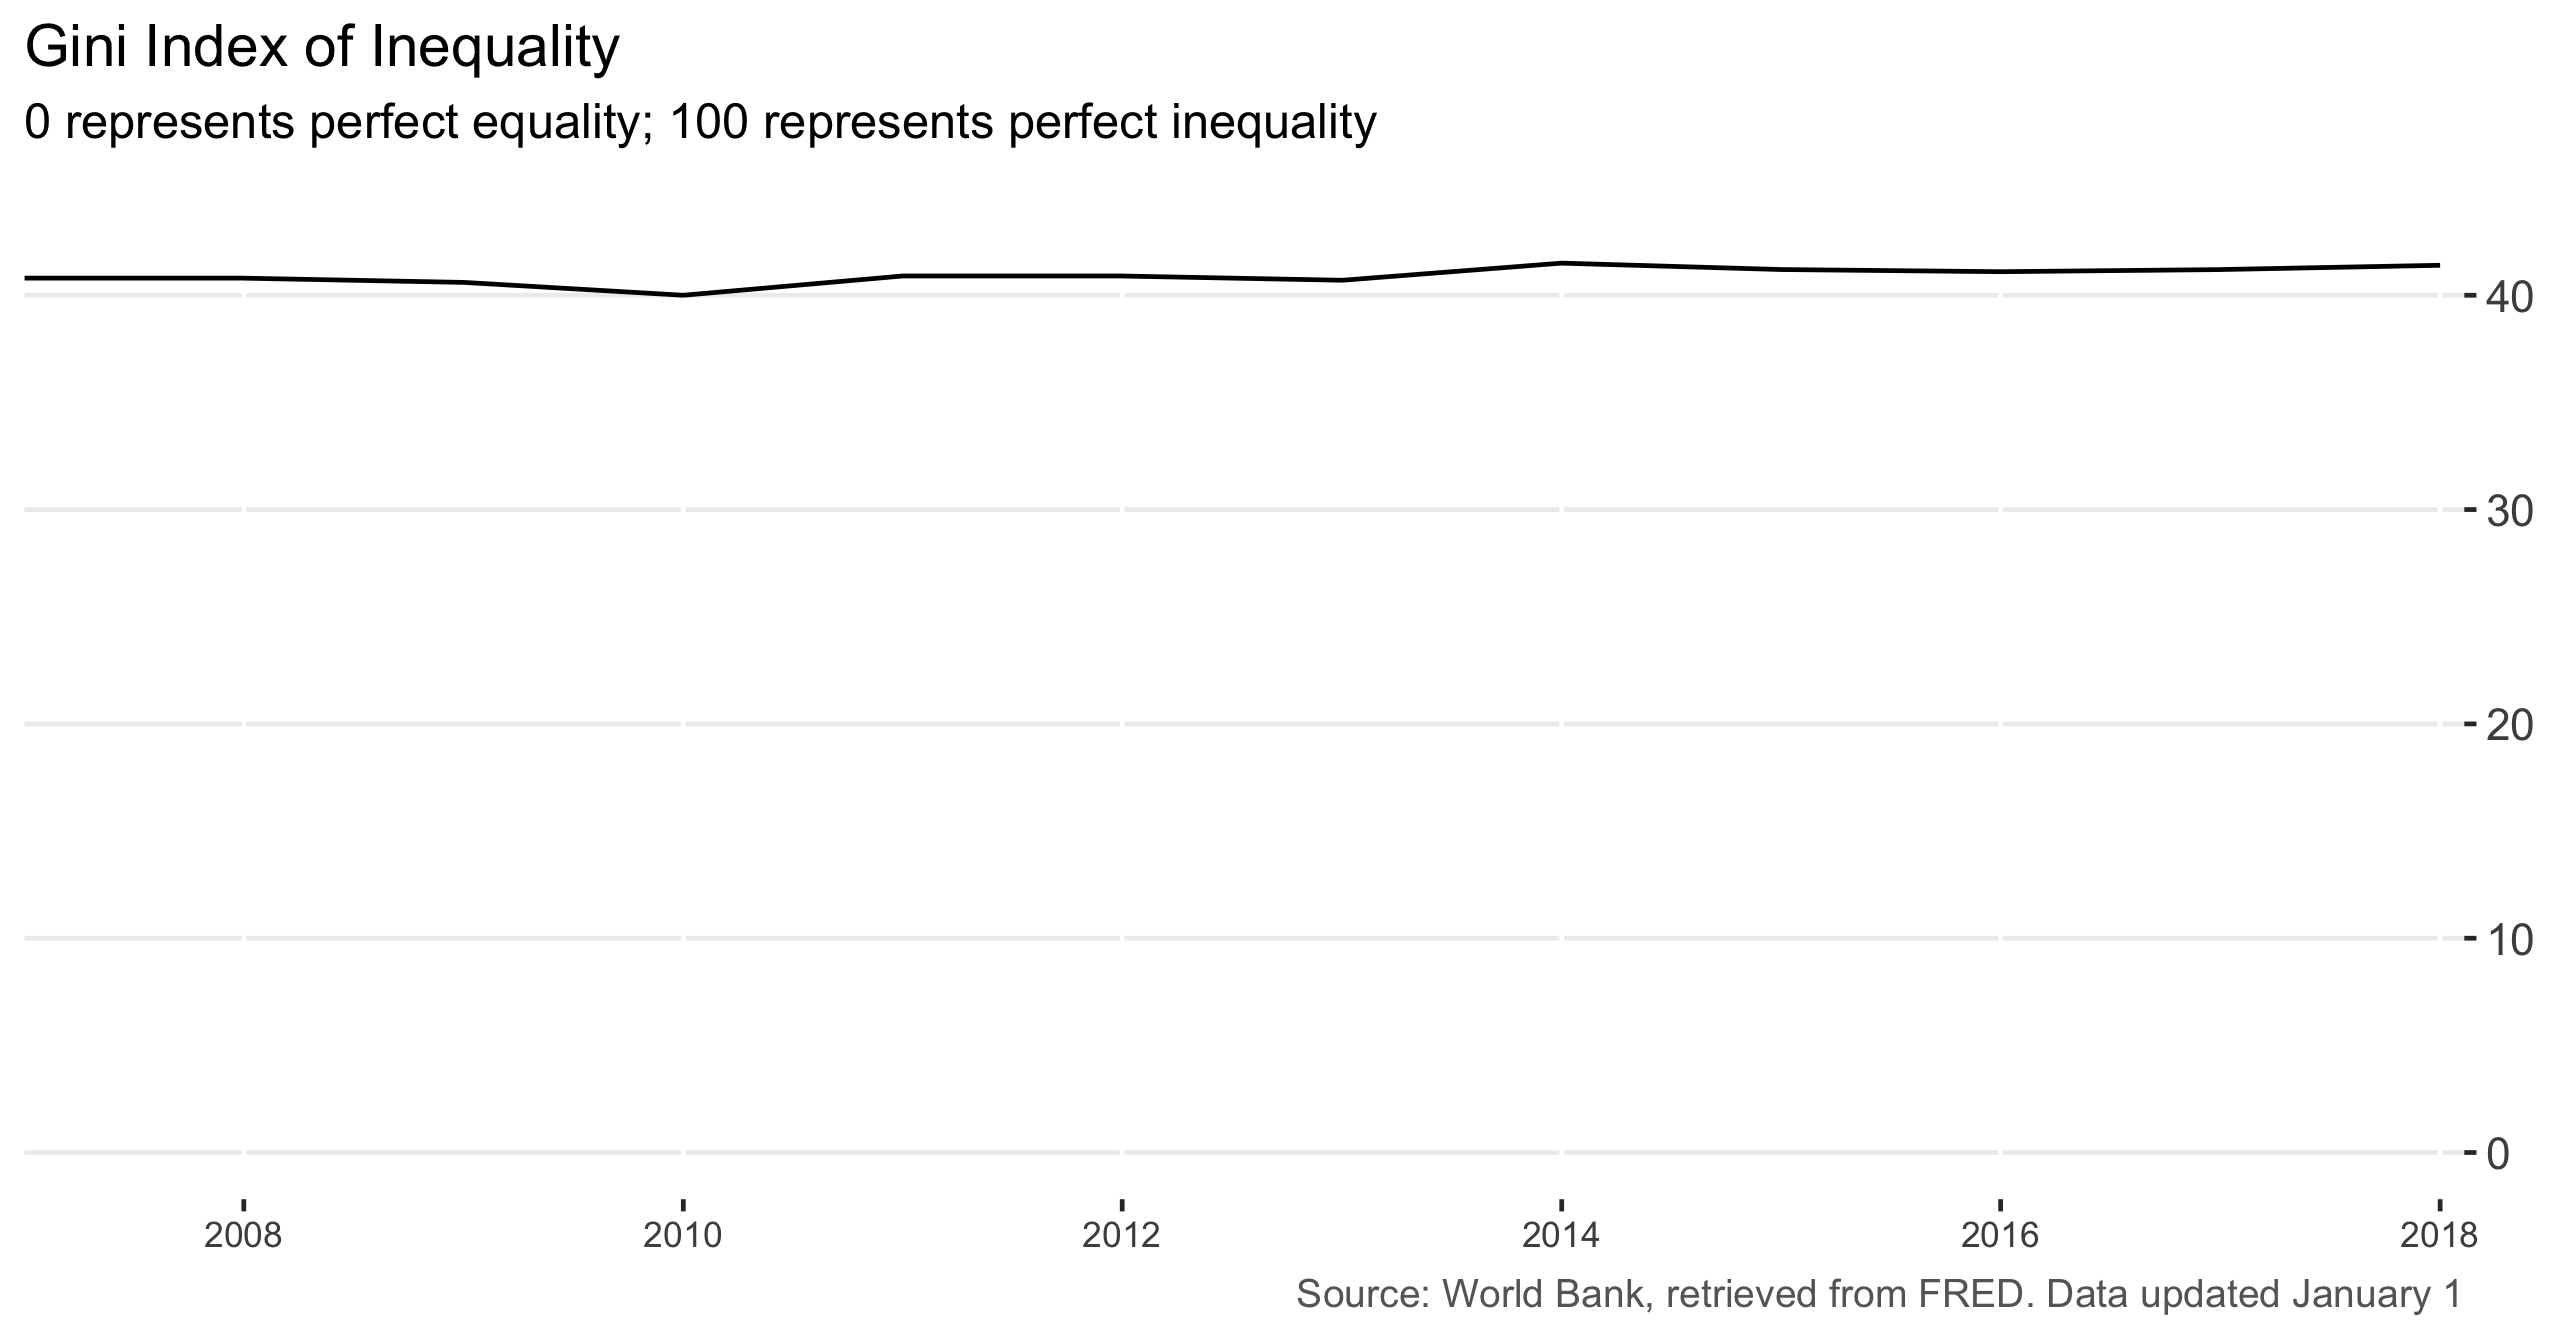 Gini Index of Inequality
0 represents perfect equality; 100 represents perfect inequality
40
30
20
10
0
2008 2010 2012 2014 2016 2018
Source: World Bank, retrieved from FRED. Data updated January 1